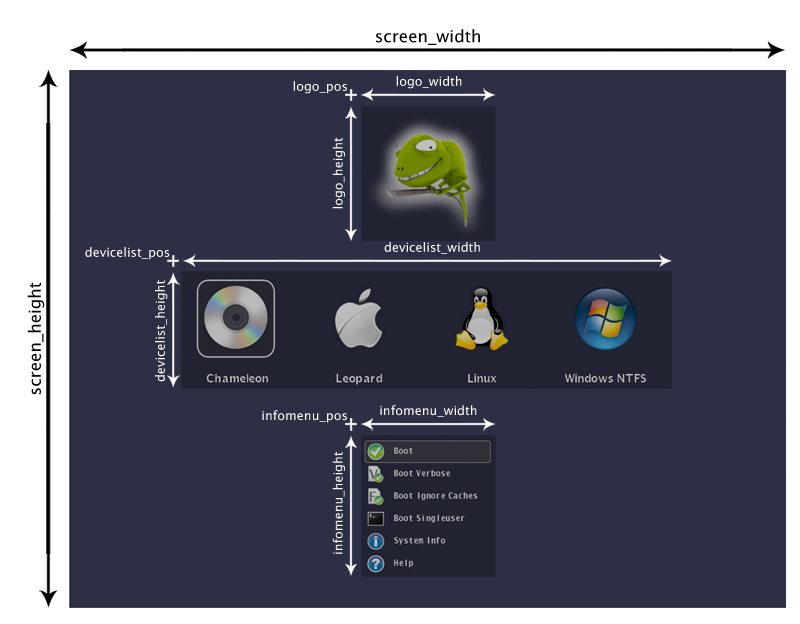 screen_width
logo_pos
logo_width
logo_height
devicelist_pos
devicelist_width
screen_height
devicelist_height
Chameleon
Leopard
Linux
Windows NTFS
infomenu_pos
infomenu_width
infomenu_height
Boot
Boot Verbose
Boot Ignore Caches
Boot Singleuser
System Info
Help